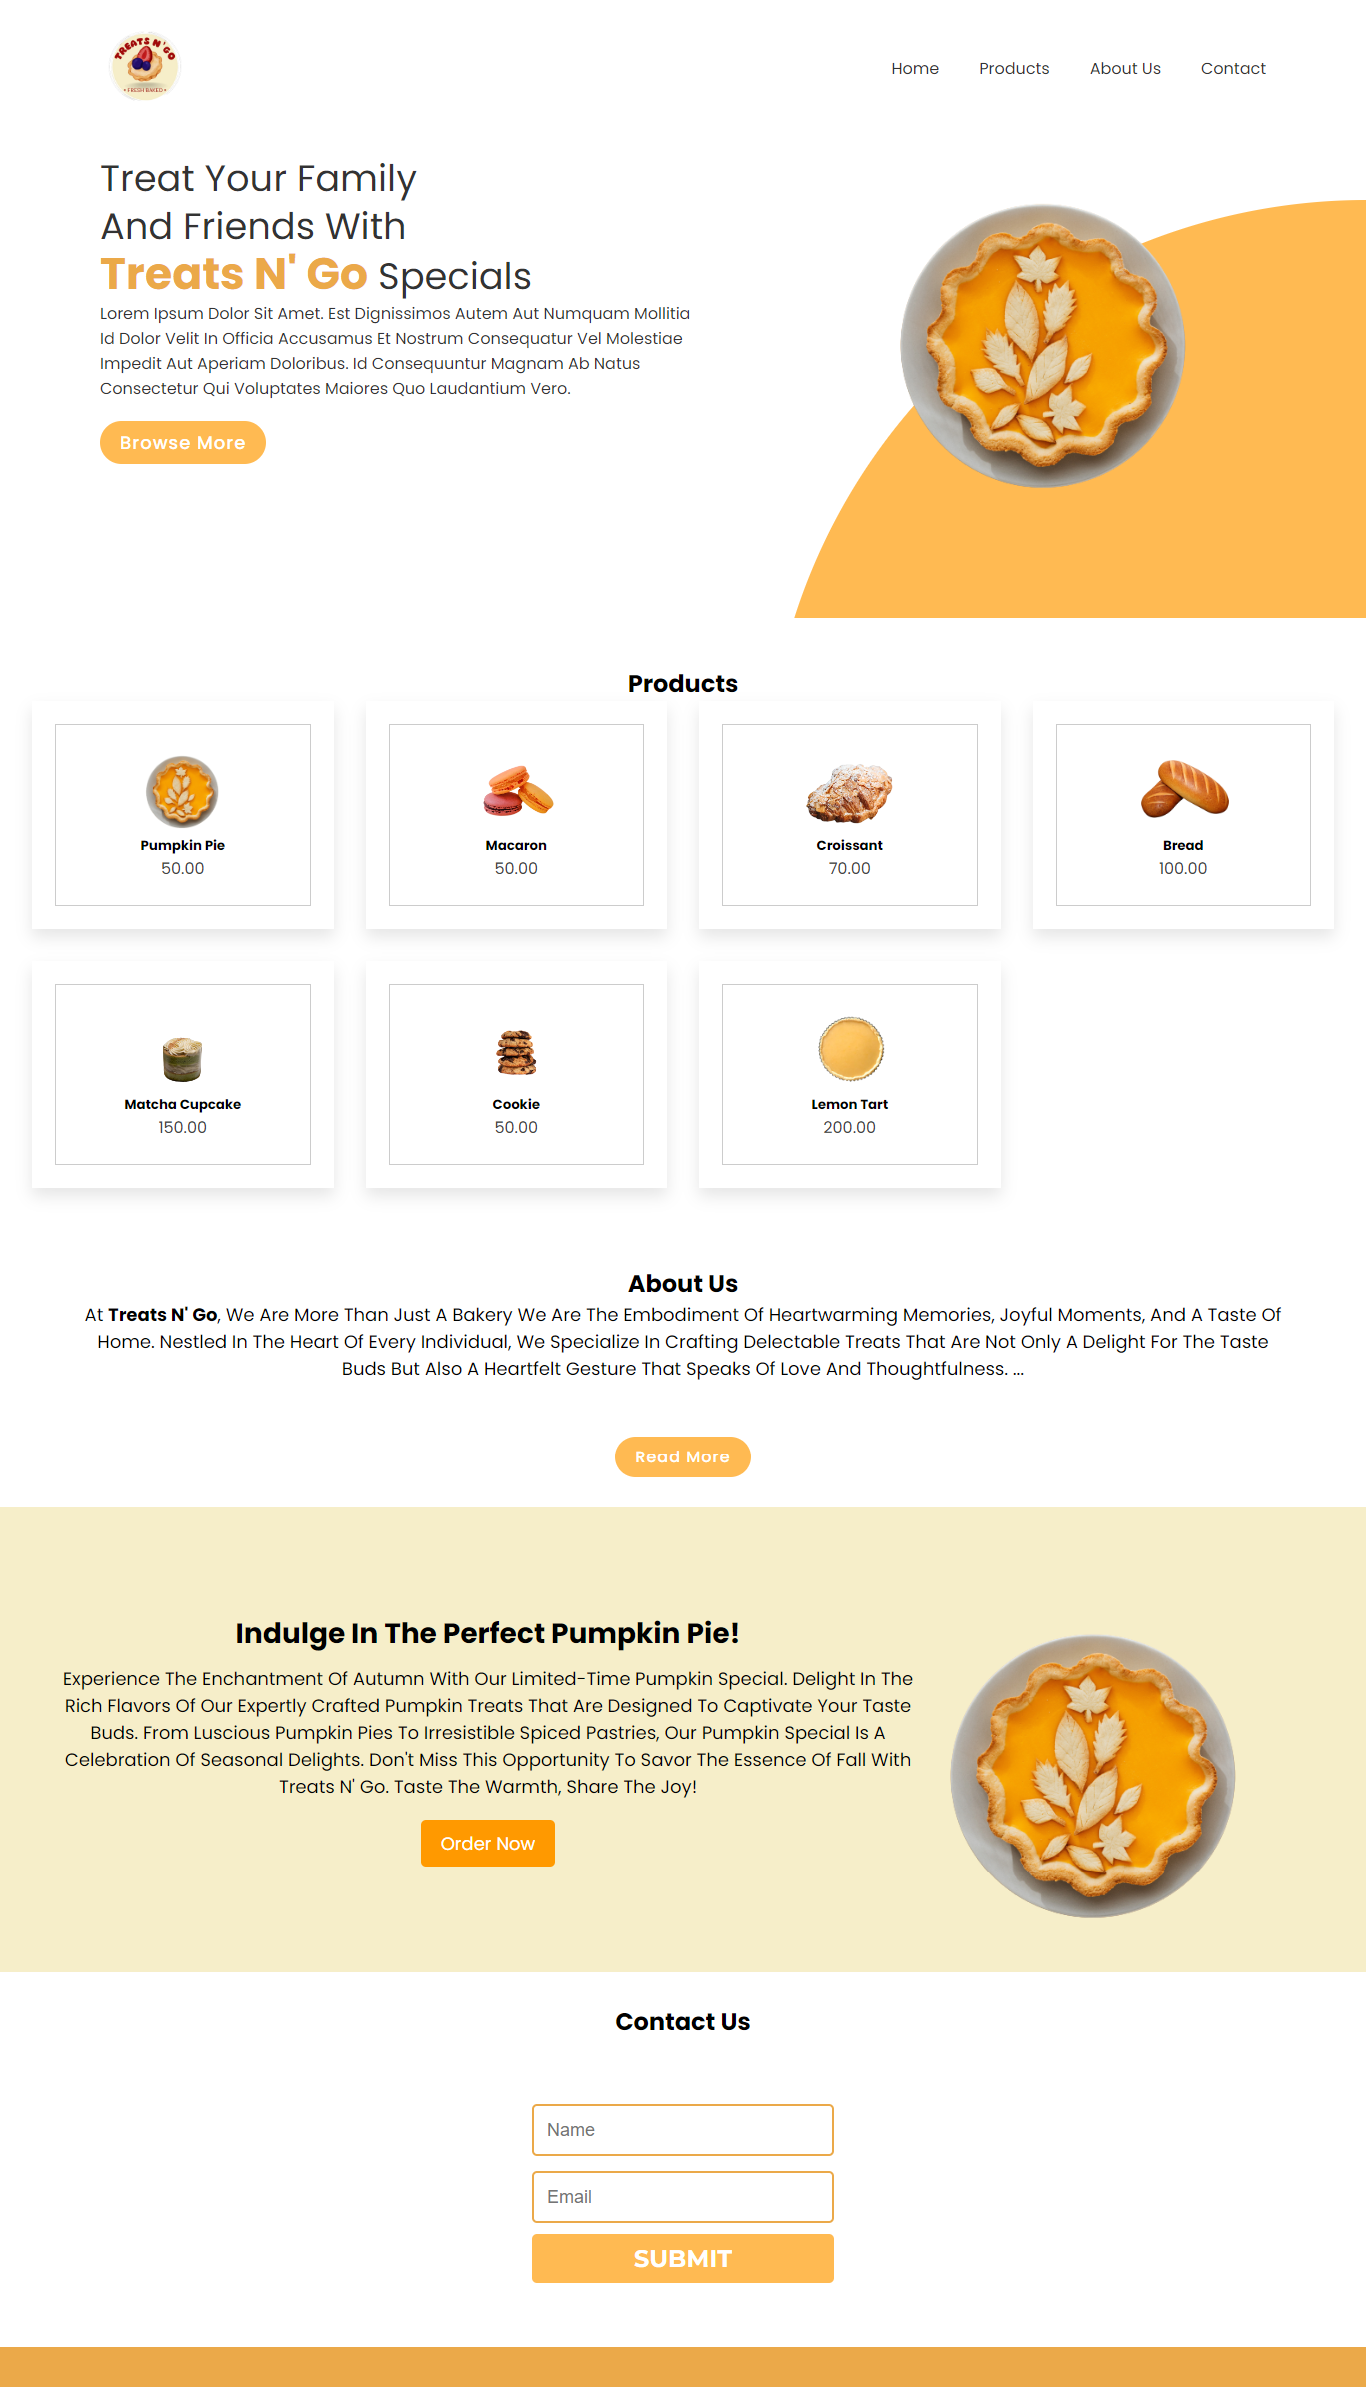 TREATS N' GO
• FRESH BAKED •
Home Products About Us Contact
Treat Your Family
And Friends With
Treats N' Go Specials
Lorem Ipsum Dolor Sit Amet. Est Dignissimos Autem Aut Numquam Mollitia
Id Dolor Velit In Officia Accusamus Et Nostrum Consequatur Vel Molestiae
Impedit Aut Aperiam Doloribus. Id Consequuntur Magnam Ab Natus
Consectetur Qui Voluptates Maiores Quo Laudantium Vero.
Browse More
Products
Pumpkin Pie
50.00
Macaron
50.00
Croissant
70.00
Bread
100.00
Matcha Cupcake
150.00
Cookie
50.00
Lemon Tart
200.00
About Us
At Treats N' Go, We Are More Than Just A Bakery We Are The Embodiment Of Heartwarming Memories, Joyful Moments, And A Taste Of
Home. Nestled In The Heart Of Every Individual, We Specialize In Crafting Delectable Treats That Are Not Only A Delight For The Taste
Buds But Also A Heartfelt Gesture That Speaks Of Love And Thoughtfulness. ...
Read More
Indulge In The Perfect Pumpkin Pie!
Experience The Enchantment Of Autumn With Our Limited-Time Pumpkin Special. Delight In The
Rich Flavors Of Our Expertly Crafted Pumpkin Treats That Are Designed To Captivate Your Taste
Buds. From Luscious Pumpkin Pies To Irresistible Spiced Pastries, Our Pumpkin Special Is A
Celebration Of Seasonal Delights. Don't Miss This Opportunity To Savor The Essence Of Fall With
Treats N' Go. Taste The Warmth, Share The Joy!
Order Now
Contact Us
Name
Email
SUBMIT